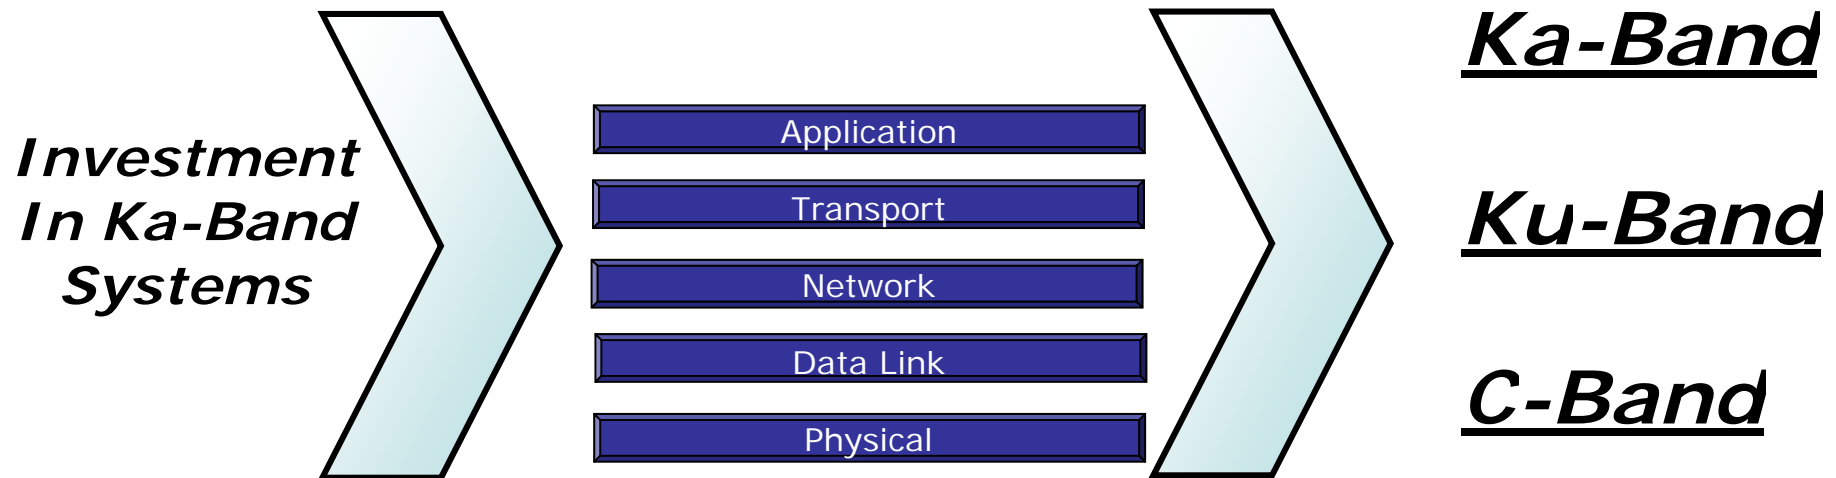 Investment
In Ka-Band
Systems
Application
Transport
Network
Data Link
Physical
Ka-Band
Ku-Band
C-Band